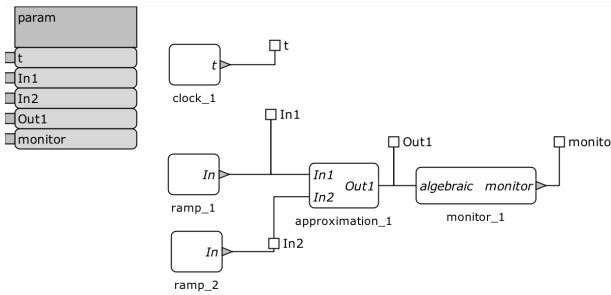 param
t
In1
In2
Out1
monitor
t
t
clock_1
In1
In
ramp_1
In1
In2
Out1
approximation_1
Out1
algebraic monitor
monitor_1
monito
In2
In
ramp_2